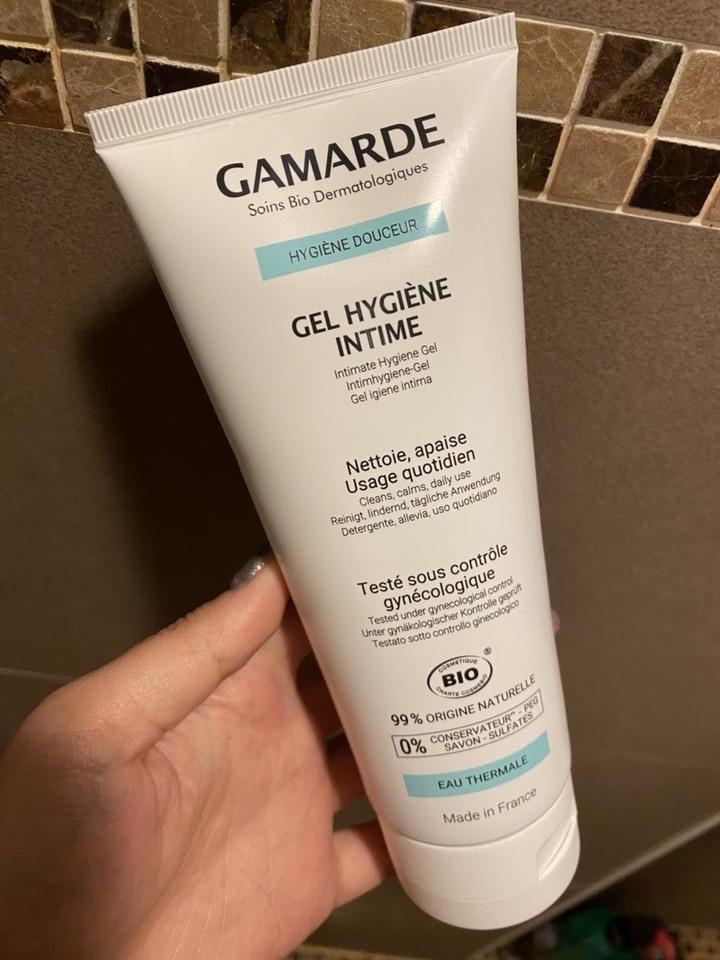 GAMARDE
Soins Bio Dermatologiques
HYGIÈNE DOUCEUR
GEL HYGIÈNE
INTIME
Intimate Hygiene Gel
Intimhygiene-Gel
Gel igiene intima
Nettoie, apaise
Usage quotidien
Cleans, calms, daily use
Reinigt, lindernd, tägliche Anwendung
Detergente, allevia, uso quotidiano
Testé sous contrôle
gynécologique
Tested under gynecological control
Unter gynäkologischer Kontrolle geprüft
Testato sotto controllo ginecologico
COSMETIQUE
BIO
®
CHARTE COSMEBIO
99% ORIGINE NATURELLE
0% CONSERVATEUR** - PEG
SAVON - SULFATES
EAU THERMALE
Made in France